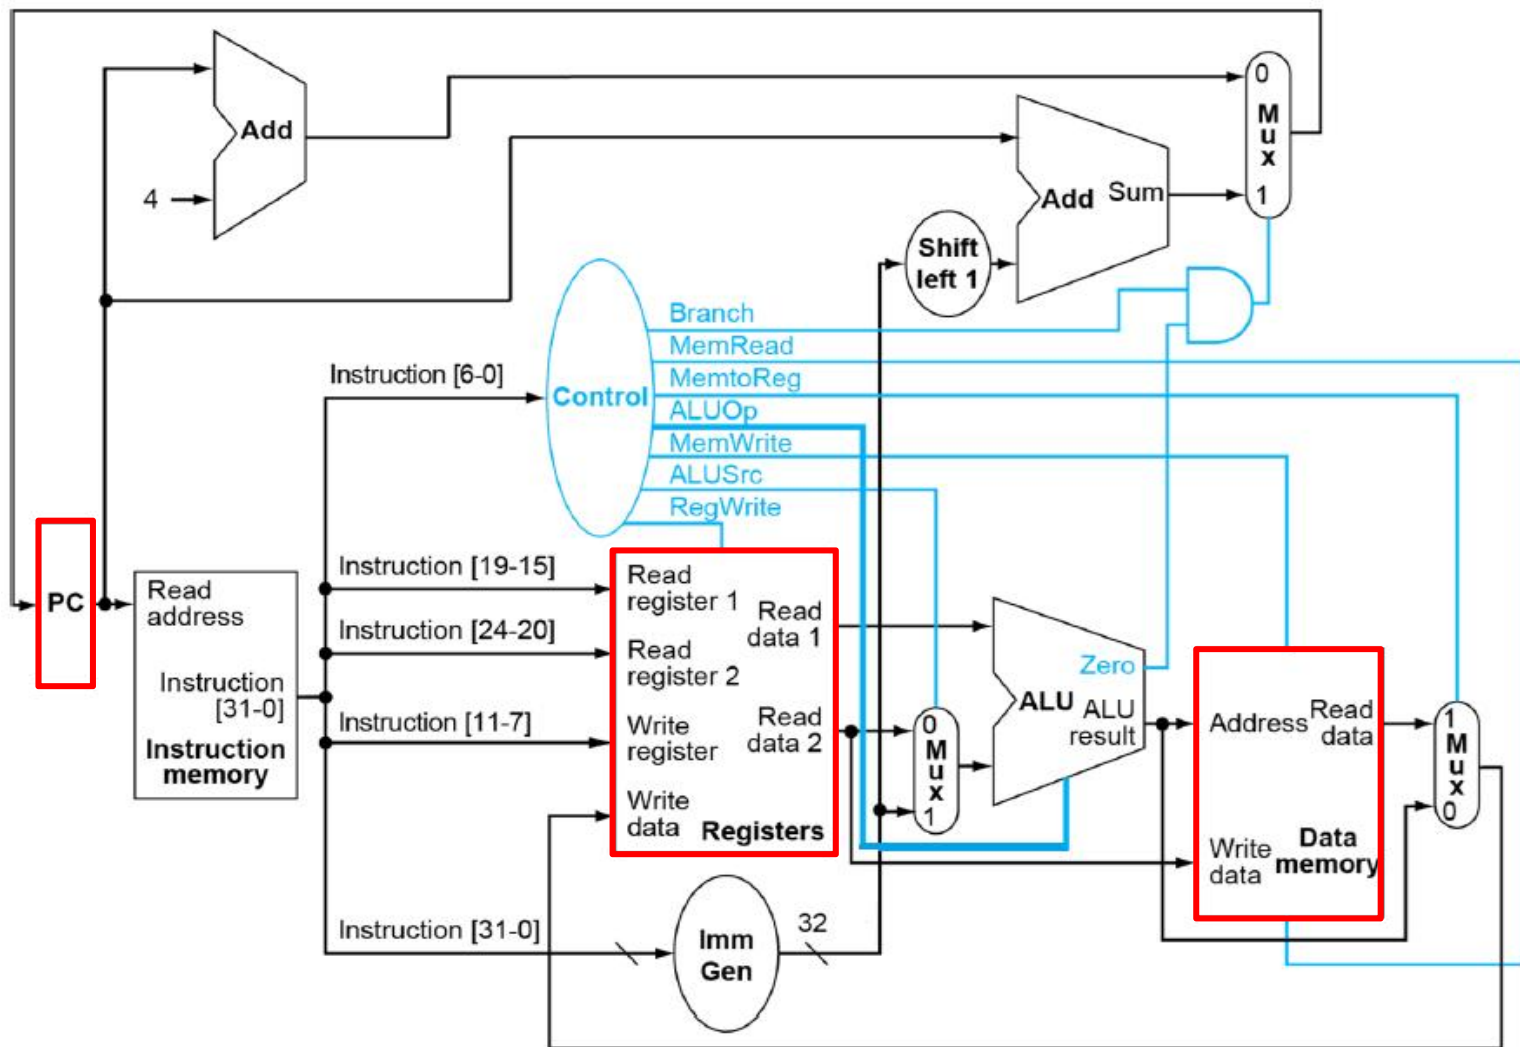 Add
4
0
M
u
x
1
Add Sum
Shift
left 1
Branch
MemRead
MemtoReg
ALUOp
MemWrite
ALUSrc
RegWrite
Control
Instruction [6-0]
PC
Read
address
Instruction
[31-0]
Instruction
memory
Instruction [19-15]
Instruction [24-20]
Instruction [11-7]
Instruction [31-0]
Read
register 1
Read
register 2
Write
register
Write
data
Read
data 1
Read
data 2
Registers
Imm
Gen
32
0
M
u
x
1
Zero
ALU
ALU
result
Address
Read
data
Write
data
Data
memory
1
M
u
x
0